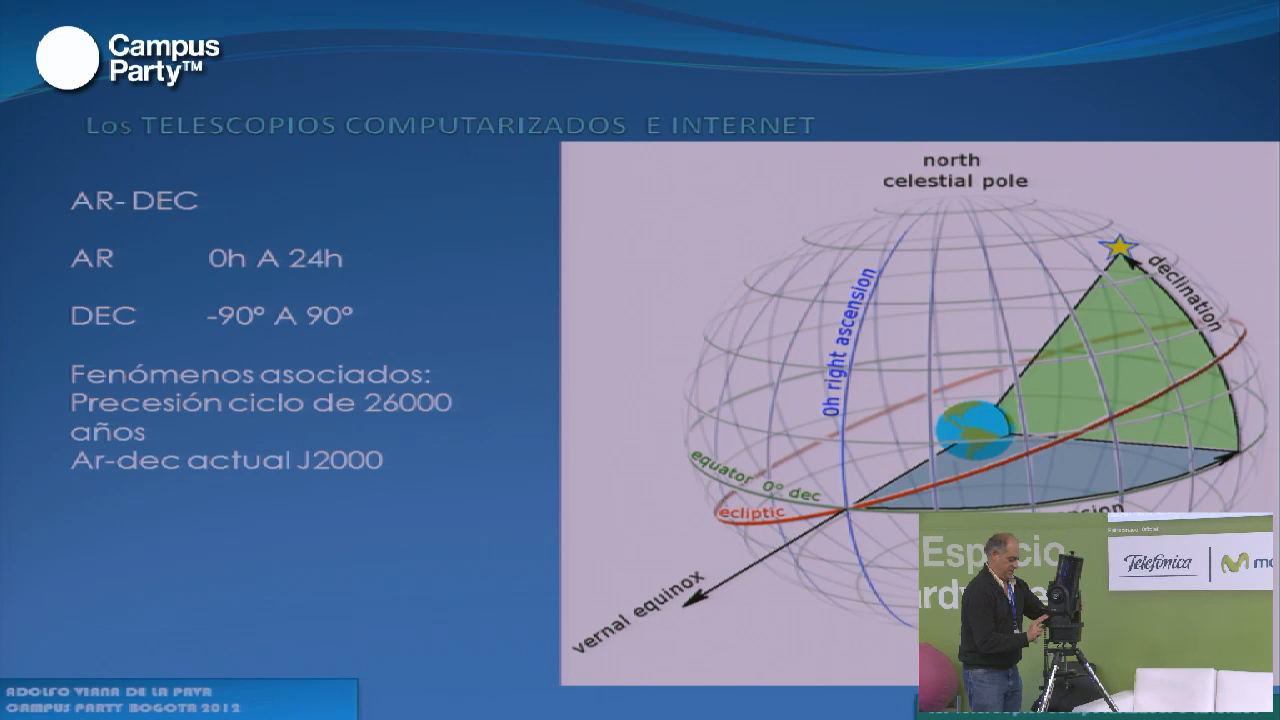 Campus
Party™
Los TELESCOPIOS COMPUTARIZADOS E INTERNET
AR- DEC
AR 0h A 24h
DEC -90° A 90°
Fenómenos asociados:
Precesión ciclo de 26000
años
Ar-dec actual J2000
north
celestial pole
declination
0h right ascension
equator 0° dec
ecliptic
vernal equinox
Espacio
Telefónica
ADOLFO VIANA DE LA PAVA
CAMPUS PARTY BOGOTA 2012